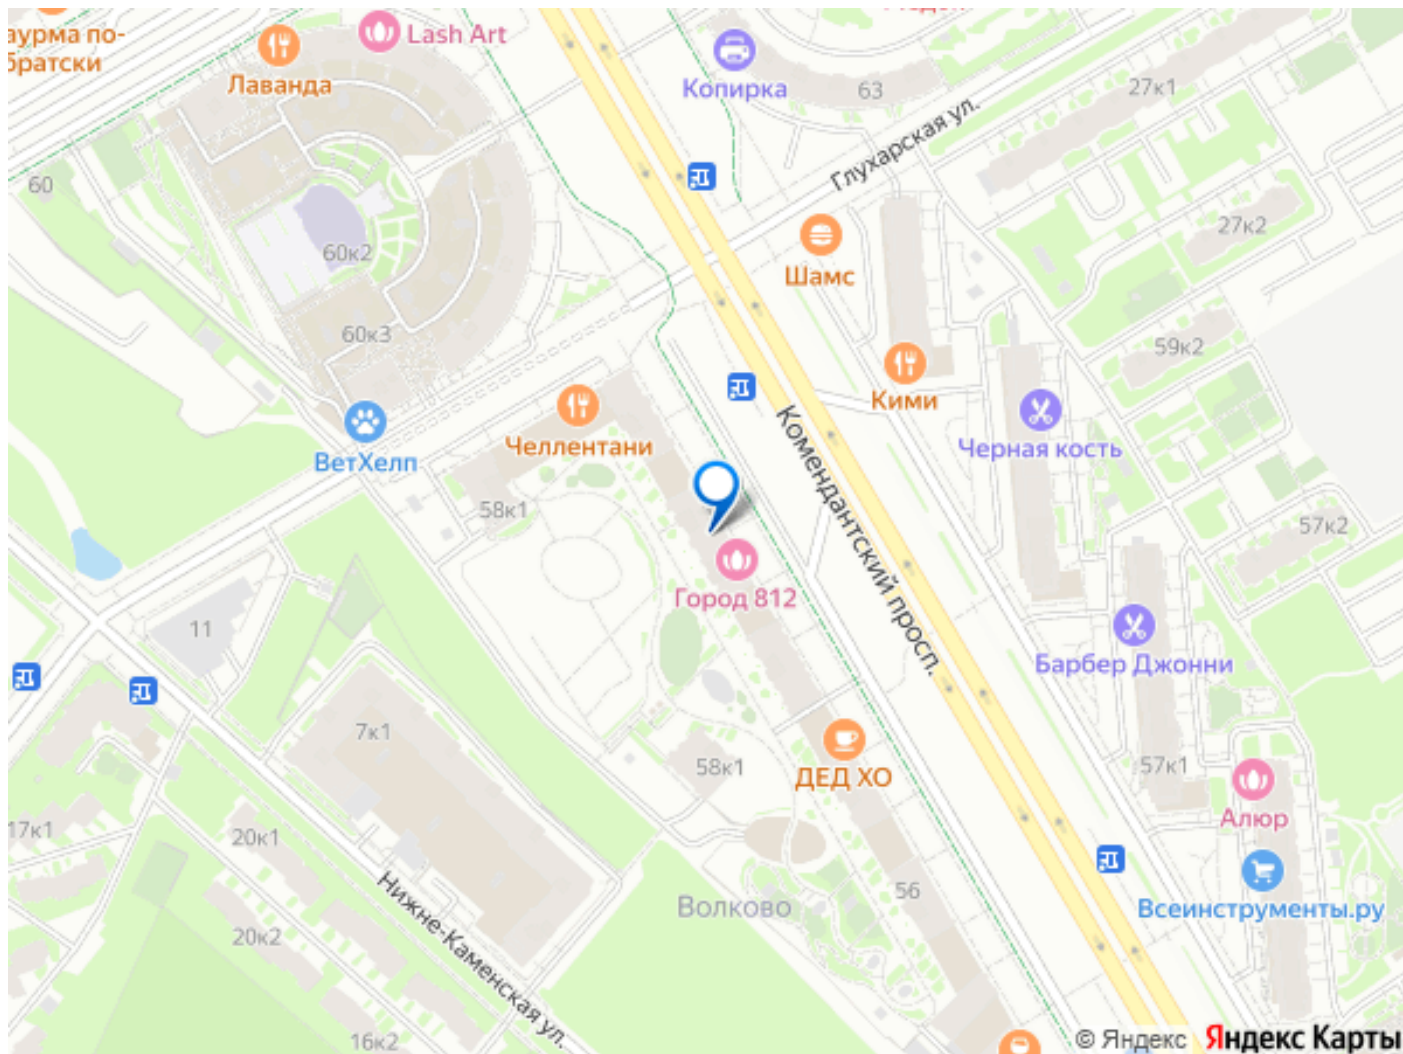 аурма по-
братски
Lash Art
Лаванда
Копирка
63
27к1
Глухарская ул.
60
60к2
27к2
Шамс
60к3
59к2
Кими
Челлентани
Черная кость
ВетХелп
58к1
Комендантский просп.
57к2
Город 812
11
Барбер Джонни
7к1
58к1
ДЕД ХО
57к1
Алюр
17к1
20к1
56
Волково
Всеинструменты.ру
Нижне-Каменская ул.
20к2
16к2
© Яндекс
Яндекс Карты